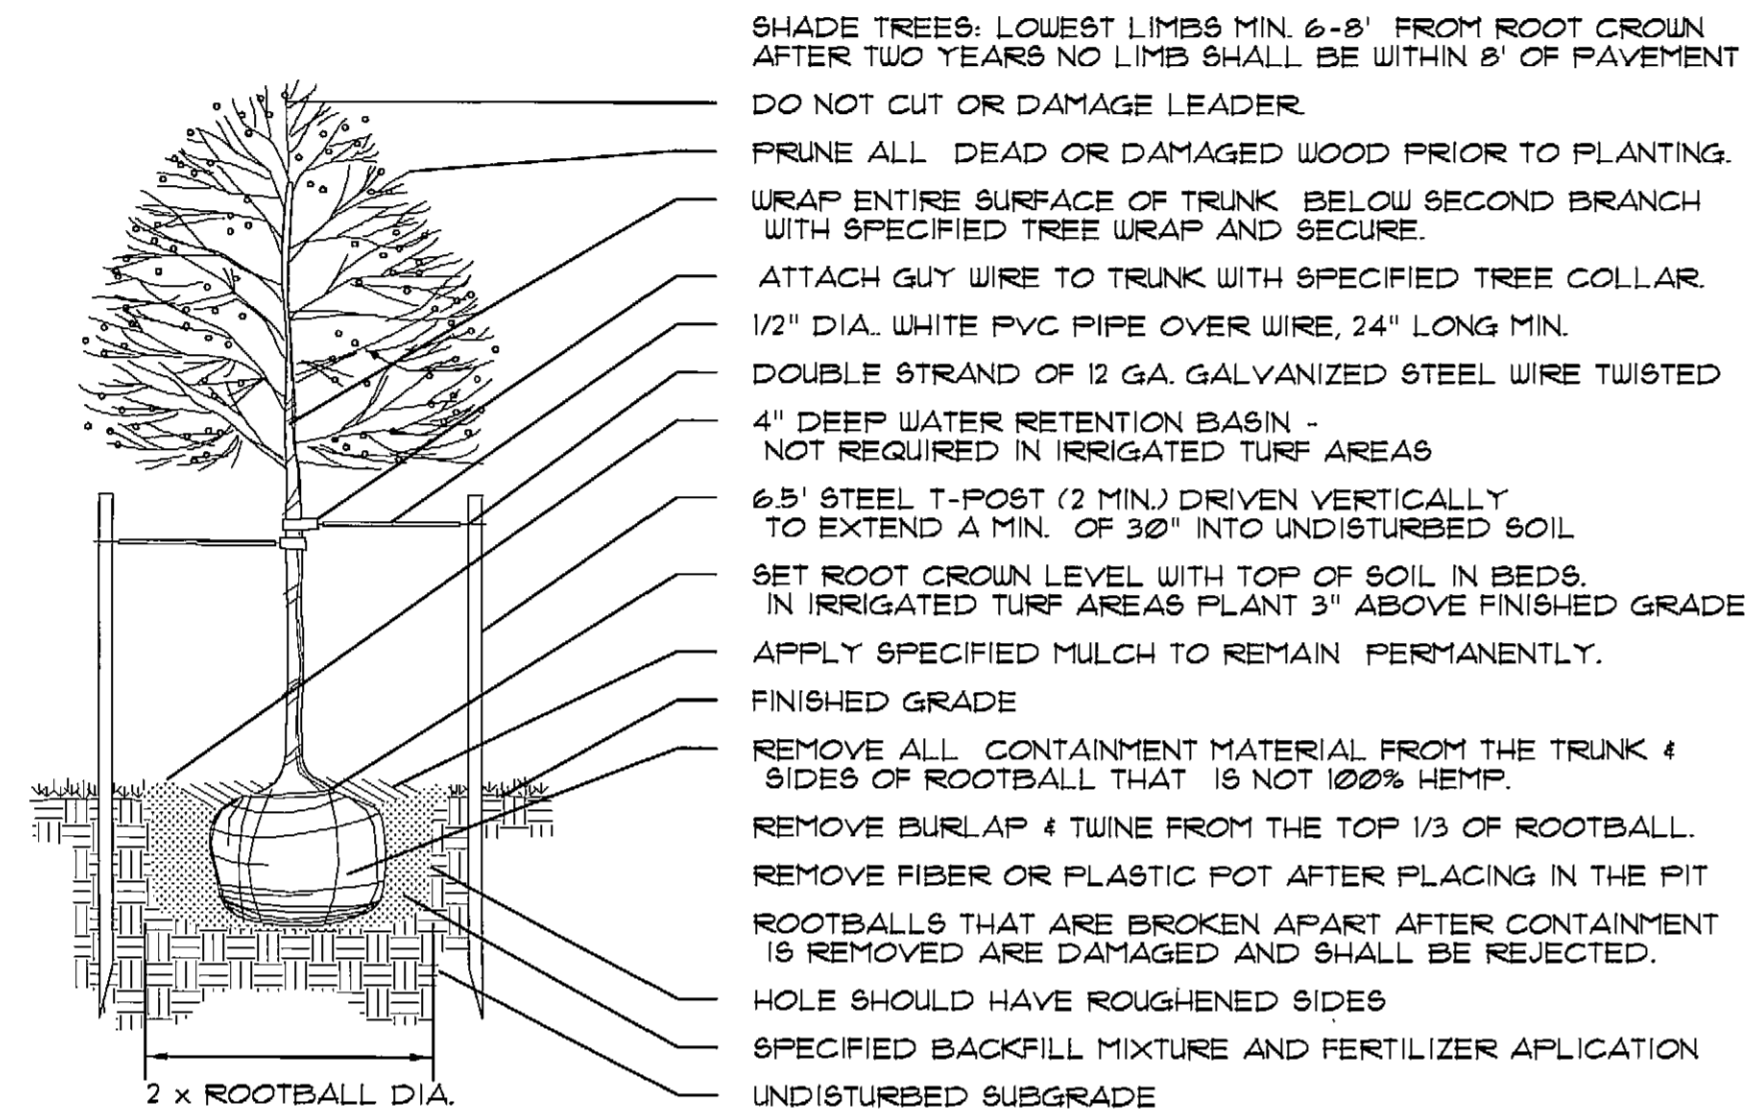 SHADE TREES: LOWEST LIMBS MIN. 6-8' FROM ROOT CROWN
AFTER TWO YEARS NO LIMB SHALL BE WITHIN 8' OF PAVEMENT
DO NOT CUT OR DAMAGE LEADER
PRUNE ALL DEAD OR DAMAGED WOOD PRIOR TO PLANTING.
WRAP ENTIRE SURFACE OF TRUNK BELOW SECOND BRANCH
WITH SPECIFIED TREE WRAP AND SECURE.
ATTACH GUY WIRE TO TRUNK WITH SPECIFIED TREE COLLAR.
1/2" DIA.. WHITE PVC PIPE OVER WIRE, 24" LONG MIN.
DOUBLE STRAND OF 12 GA. GALVANIZED STEEL WIRE TWISTED
4" DEEP WATER RETENTION BASIN -
NOT REQUIRED IN IRRIGATED TURF AREAS
6.5' STEEL T-POST (2 MIN.) DRIVEN VERTICALLY
TO EXTEND A MIN. OF 30" INTO UNDISTURBED SOIL
SET ROOT CROWN LEVEL WITH TOP OF SOIL IN BEDS.
IN IRRIGATED TURF AREAS PLANT 3" ABOVE FINISHED GRADE
APPLY SPECIFIED MULCH TO REMAIN PERMANENTLY.
FINISHED GRADE
REMOVE ALL CONTAINMENT MATERIAL FROM THE TRUNK &
SIDES OF ROOTBALL THAT IS NOT 100% HEMP.
REMOVE BURLAP & TWINE FROM THE TOP 1/3 OF ROOTBALL.
REMOVE FIBER OR PLASTIC POT AFTER PLACING IN THE PIT
ROOTBALLS THAT ARE BROKEN APART AFTER CONTAINMENT
IS REMOVED ARE DAMAGED AND SHALL BE REJECTED.
HOLE SHOULD HAVE ROUGHENED SIDES
SPECIFIED BACKFILL MIXTURE AND FERTILIZER APLICATION
UNDISTURBED SUBGRADE
2 x ROOTBALL DIA.